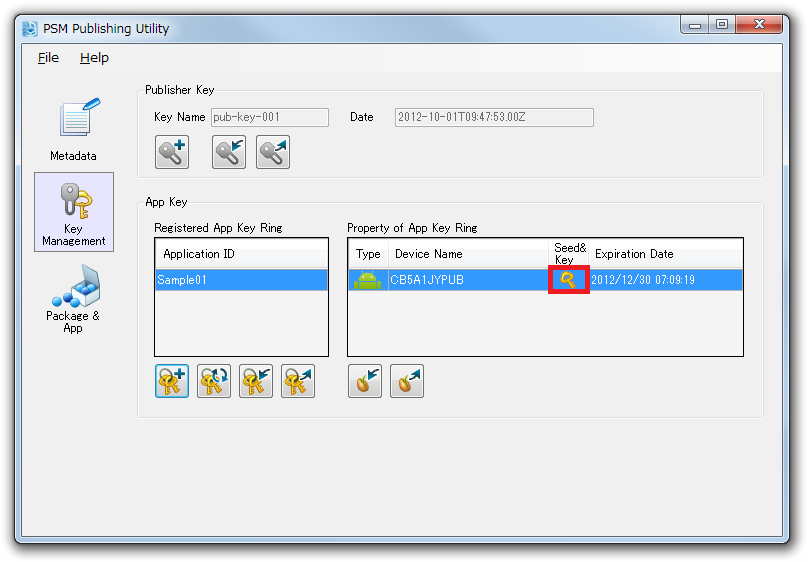 PSM Publishing Utility
File Help
Publisher Key
Key Name pub-key-001 Date 2012-10-01T09:47:53.00Z
Metadata
Key
Management
Package &
App
App Key
Registered App Key Ring
Application ID
Sample01
Property of App Key Ring
Type Device Name Seed& Key Expiration Date
CB5A1JYPUB 2012/12/30 07:09:19